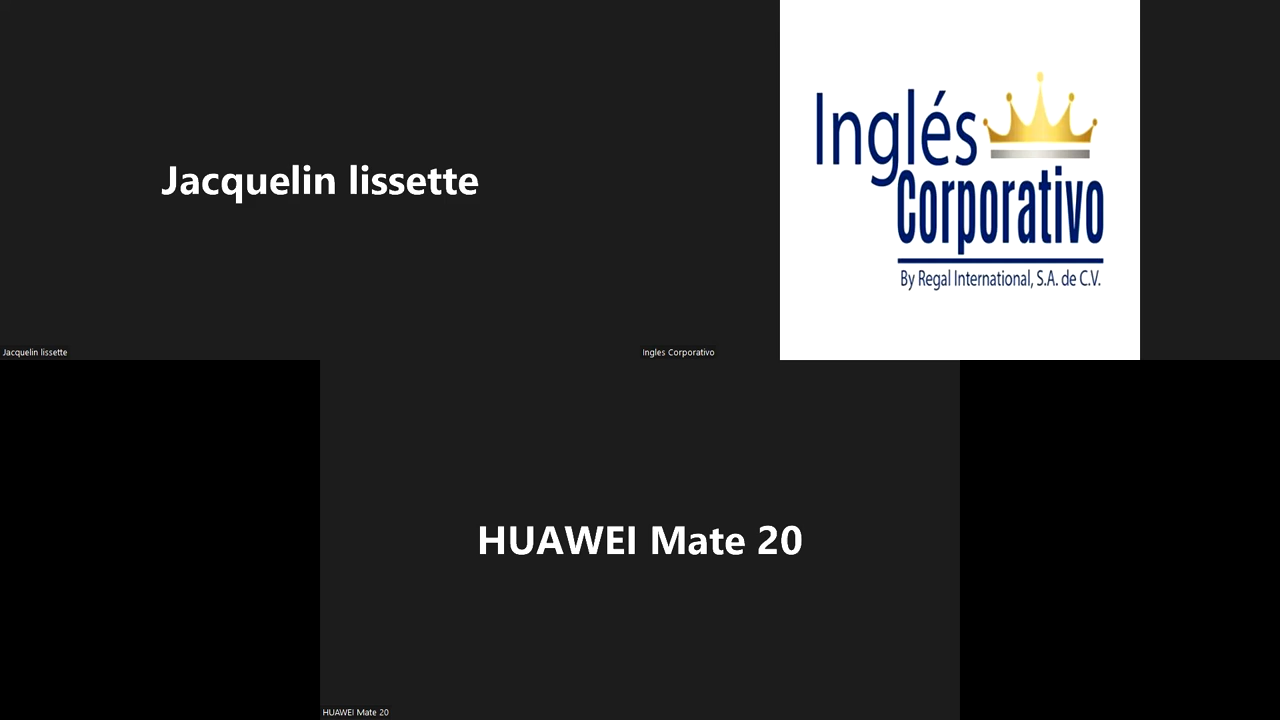 Jacquelin lissette
Jacquelin lissette
Inglés
Corporativo
By Regal International, S.A. de C.V.
Ingles Corporativo
HUAWEI Mate 20
HUAWEI Mate 20